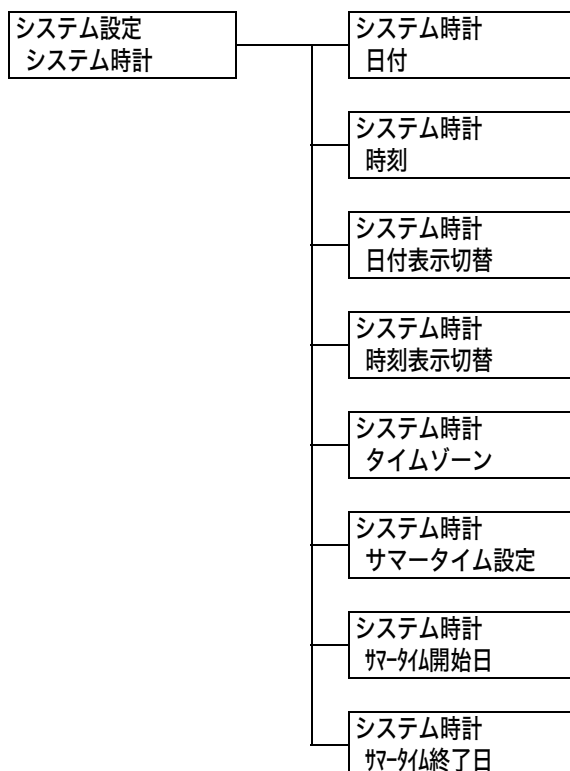 システム設定
システム時計
システム時計
日付
システム時計
時刻
システム時計
日付表示切替
システム時計
時刻表示切替
システム時計
タイムゾーン
システム時計
サマータイム設定
システム時計
ｻﾏｰﾀｲﾑ開始日
システム時計
ｻﾏｰﾀｲﾑ終了日